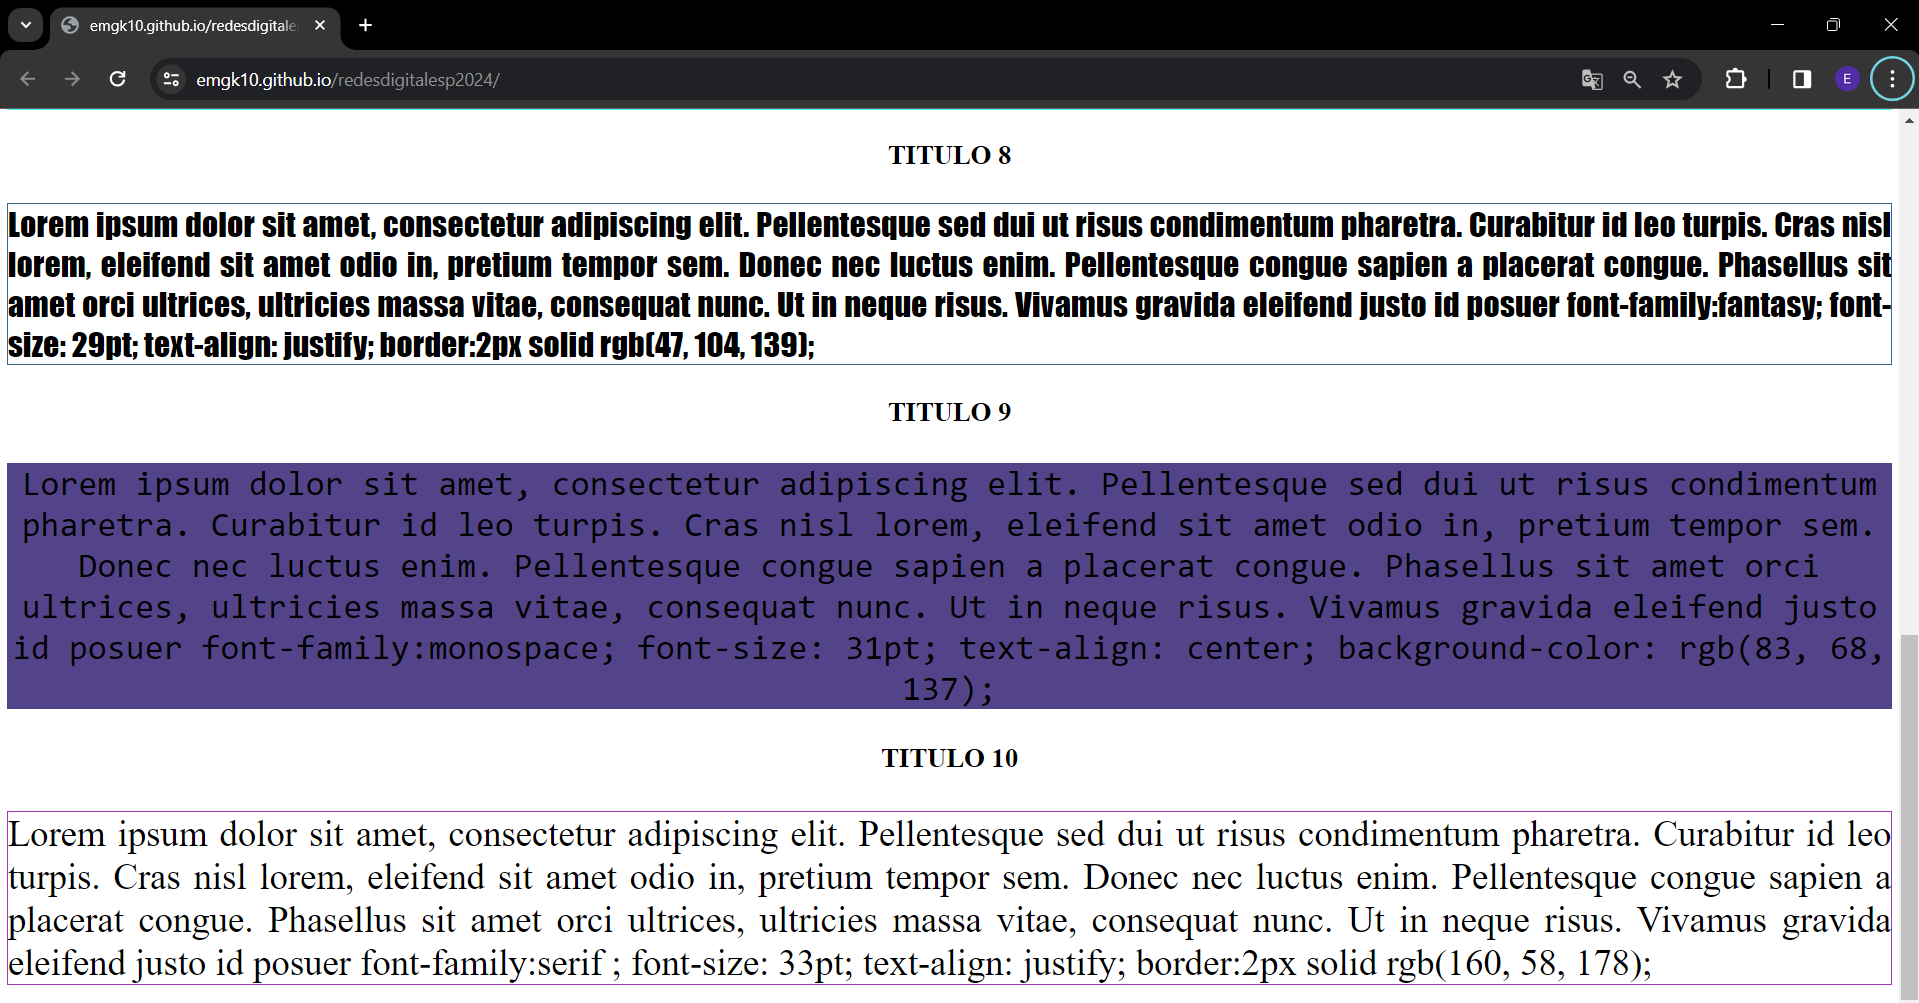 emgk10.github.io/redesdigitales
emgk10.github.io/redesdigitalesp2024/
E
TITULO 8
Lorem ipsum dolor sit amet, consectetur adipiscing elit. Pellentesque sed dui ut risus condimentum pharetra. Curabitur id leo turpis. Cras nisl
lorem, eleifend sit amet odio in, pretium tempor sem. Donec nec luctus enim. Pellentesque congue sapien a placerat congue. Phasellus sit
amet orci ultrices, ultricies massa vitae, consequat nunc. Ut in neque risus. Vivamus gravida eleifend justo id posuer font-family:fantasy; font-
size: 29pt; text-align: justify; border:2px solid rgb(47, 104, 139);
TITULO 9
Lorem ipsum dolor sit amet, consectetur adipiscing elit. Pellentesque sed dui ut risus condimentum
pharetra. Curabitur id leo turpis. Cras nisl lorem, eleifend sit amet odio in, pretium tempor sem.
Donec nec luctus enim. Pellentesque congue sapien a placerat congue. Phasellus sit amet orci
ultrices, ultricies massa vitae, consequat nunc. Ut in neque risus. Vivamus gravida eleifend justo
id posuer font-family:monospace; font-size: 31pt; text-align: center; background-color: rgb(83, 68,
137);
TITULO 10
Lorem ipsum dolor sit amet, consectetur adipiscing elit. Pellentesque sed dui ut risus condimentum pharetra. Curabitur id leo
turpis. Cras nisl lorem, eleifend sit amet odio in, pretium tempor sem. Donec nec luctus enim. Pellentesque congue sapien a
placerat congue. Phasellus sit amet orci ultrices, ultricies massa vitae, consequat nunc. Ut in neque risus. Vivamus gravida
eleifend justo id posuer font-family:serif ; font-size: 33pt; text-align: justify; border:2px solid rgb(160, 58, 178);